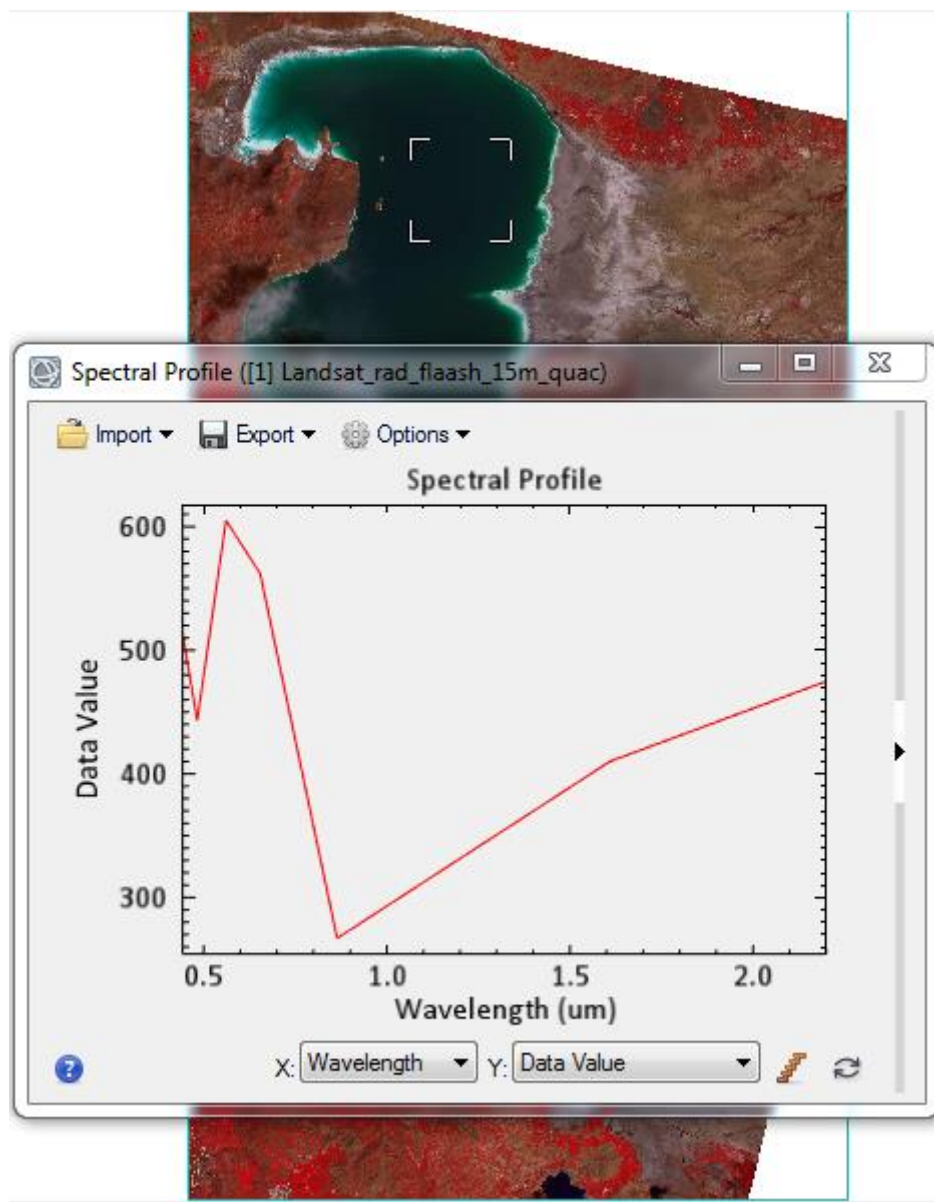 Spectral Profile ([1] Landsat_rad_flaash_15m_quac)
Import Export Options
Spectral Profile
600
500
400
300
Data Value
0.5 1.0 1.5 2.0
Wavelength (um)
? X: Wavelength Y: Data Value